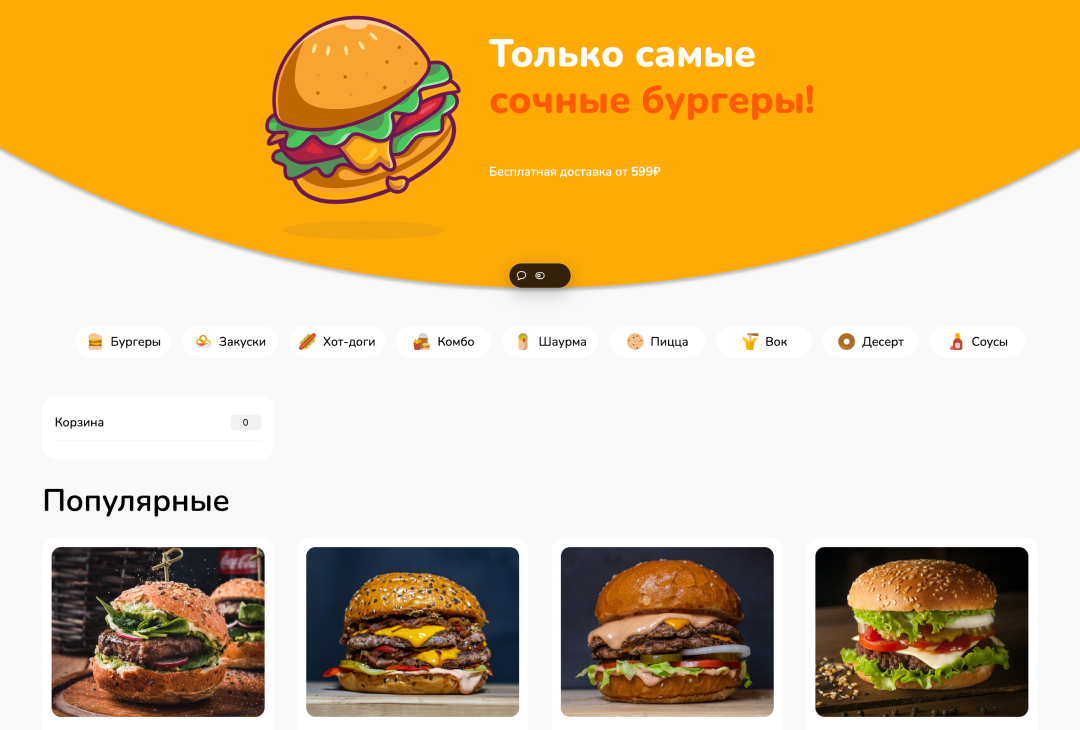 Только самые
сочные бургеры!
Бесплатная доставка от 599₽
Бургеры
Закуски
Хот-доги
Комбо
Шаурма
Пицца
Вок
Десерт
Соусы
Корзина
0
Популярные